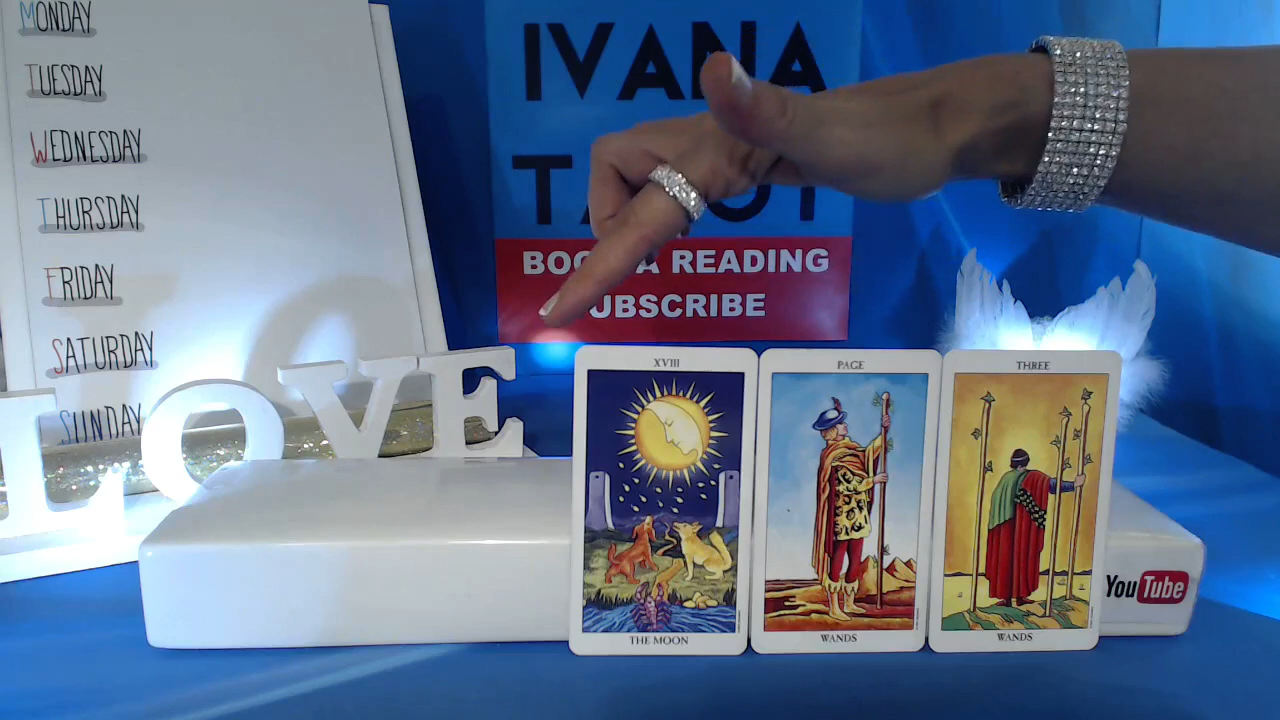 MONDAY
TUESDAY
WEDNESDAY
THURSDAY
FRIDAY
SATURDAY
SUNDAY
LOVE
IVANA
TAROT
BOOK A READING
SUBSCRIBE
XVIII
THE MOON
PAGE
WANDS
THREE
WANDS
YouTube